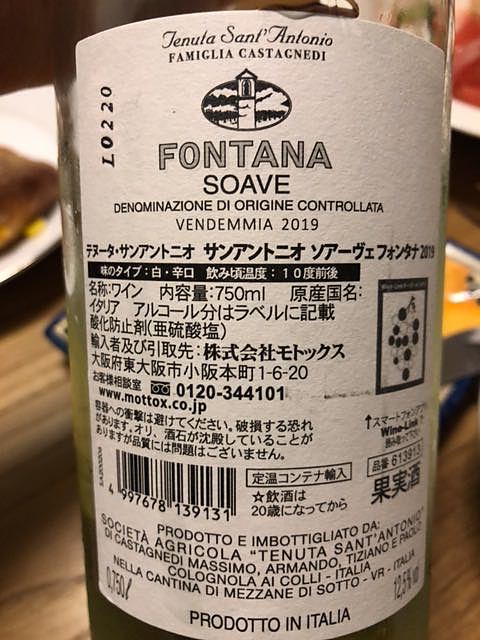 Tenuta Sant'Antonio
FAMIGLIA CASTAGNEDI
L0220
FONTANA
SOAVE
DENOMINAZIONE DI ORIGINE CONTROLLATA
VENDEMMIA 2019
テヌータ・サンアントニオ サンアントニオ ソアーヴェ フォンタナ 2019
味のタイプ:白・辛口 飲み頃温度:10度前後
名称:ワイン 内容量:750ml 原産国名:
イタリア アルコール分はラベルに記載
酸化防止剤(亜硫酸塩)
輸入者及び引取先:株式会社モトックス
大阪府東大阪市小阪本町1-6-20
お客様相談室 0120-344101
www.mottox.co.jp
容器への衝撃は避けてください。破損する恐れ
があります。オリ、酒石が沈殿していることが
ありますが品質には問題はございません。
↑スマートフォンアプリ
Wine-Link
品番 613913
果実酒
SA200208
4 997678 139131
定温コンテナ輸入
☆飲酒は
20歳になってから
PRODOTTO E IMBOTTIGLIATO DA:
SOCIETÀ AGRICOLA "TENUTA SANT'ANTONIO"
DI CASTAGNEDI MASSIMO, ARMANDO, TIZIANO E PAOLO
COLOGNOLA AI COLLI - ITALIA
NELLA CANTINA DI MEZZANE DI SOTTO - VR - ITALIA
0,750ℓ
12,5% vol
PRODOTTO IN ITALIA